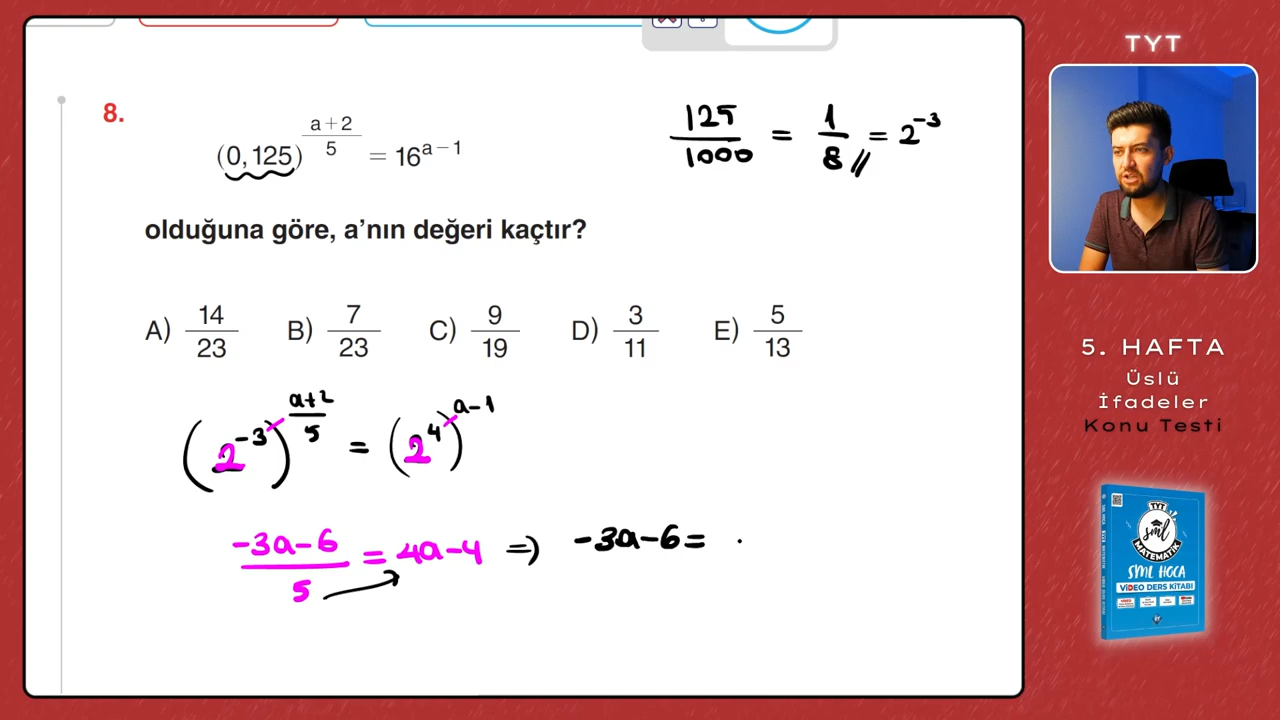 8.
(0,125)^((a+2)/5) = 16^(a−1)
125/1000 = 1/8 = 2^-3
olduğuna göre, a'nın değeri kaçtır?
A) 14/23 B) 7/23 C) 9/19 D) 3/11 E) 5/13
(2^-3)^((a+2)/5) = (2^4)^(a-1)
(-3a-6)/5 = 4a-4 => -3a-6 =
TYT
5. HAFTA
Üslü
İfadeler
Konu Testi
TYT
SML
MATEMATİK
SML HOCA
VİDEO DERS KİTABI